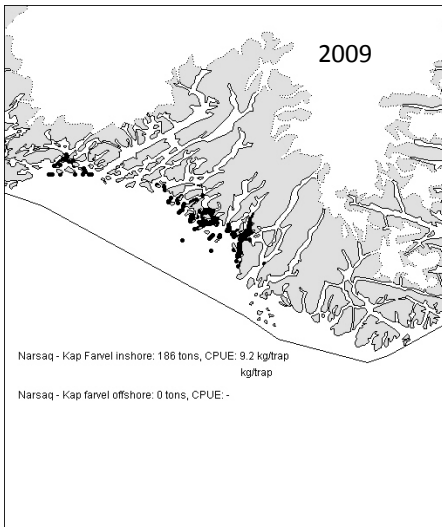 2009
Narsaq - Kap Farvel inshore: 186 tons, CPUE: 9.2 kg/trap
kg/trap
Narsaq - Kap farvel offshore: 0 tons, CPUE: -